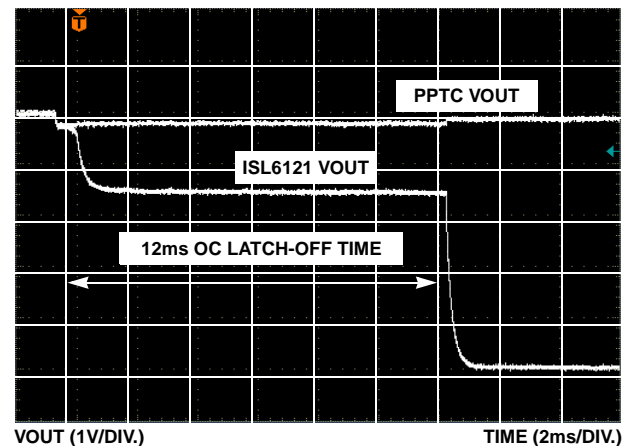 T
PPTC VOUT
ISL6121 VOUT
12ms OC LATCH-OFF TIME
VOUT (1V/DIV.) TIME (2ms/DIV.)